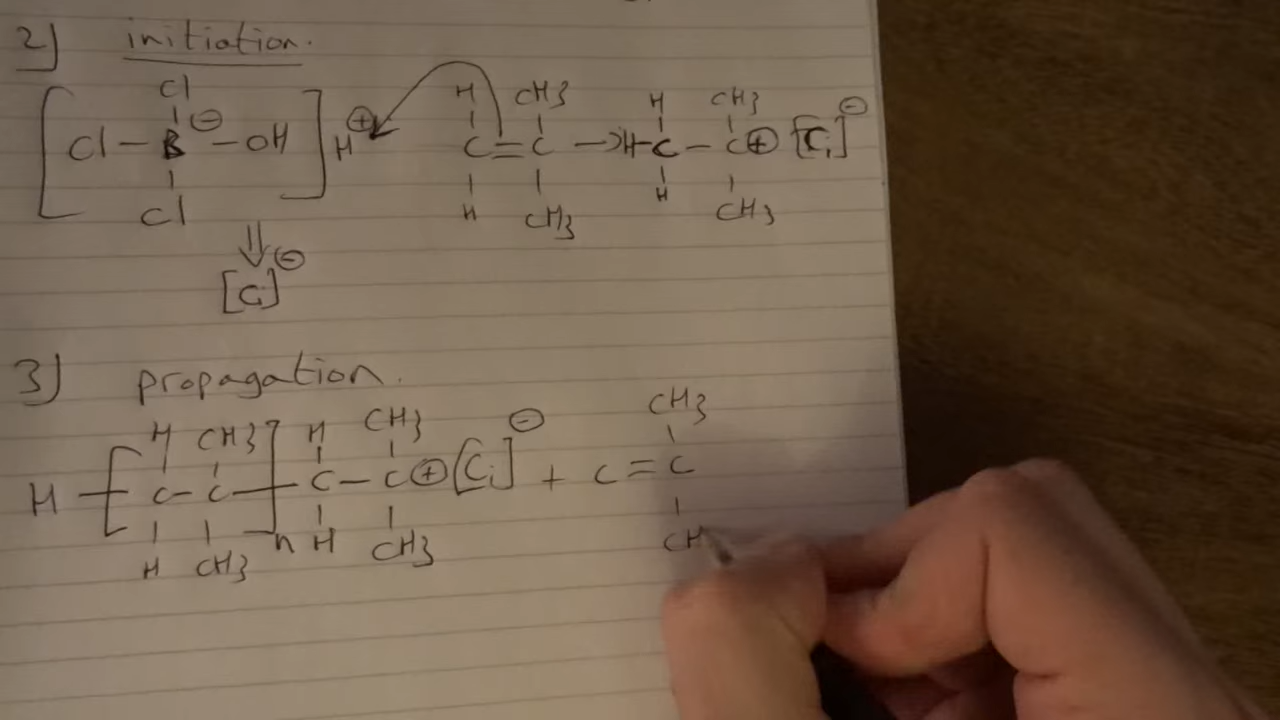 2) initiation.
Cl H CH3 H CH3 ⊖
[Cl – B ⊖ – OH] H ⊕ C = C → H – C – C ⊕ [Ci]
Cl H CH3 H CH3
⇓ ⊖
[Ci]
3) propagation.
H CH3 H CH3 ⊖ CH3
H – [C – C –]n C – C ⊕ [Ci] + C = C
H CH3 H CH3 CH